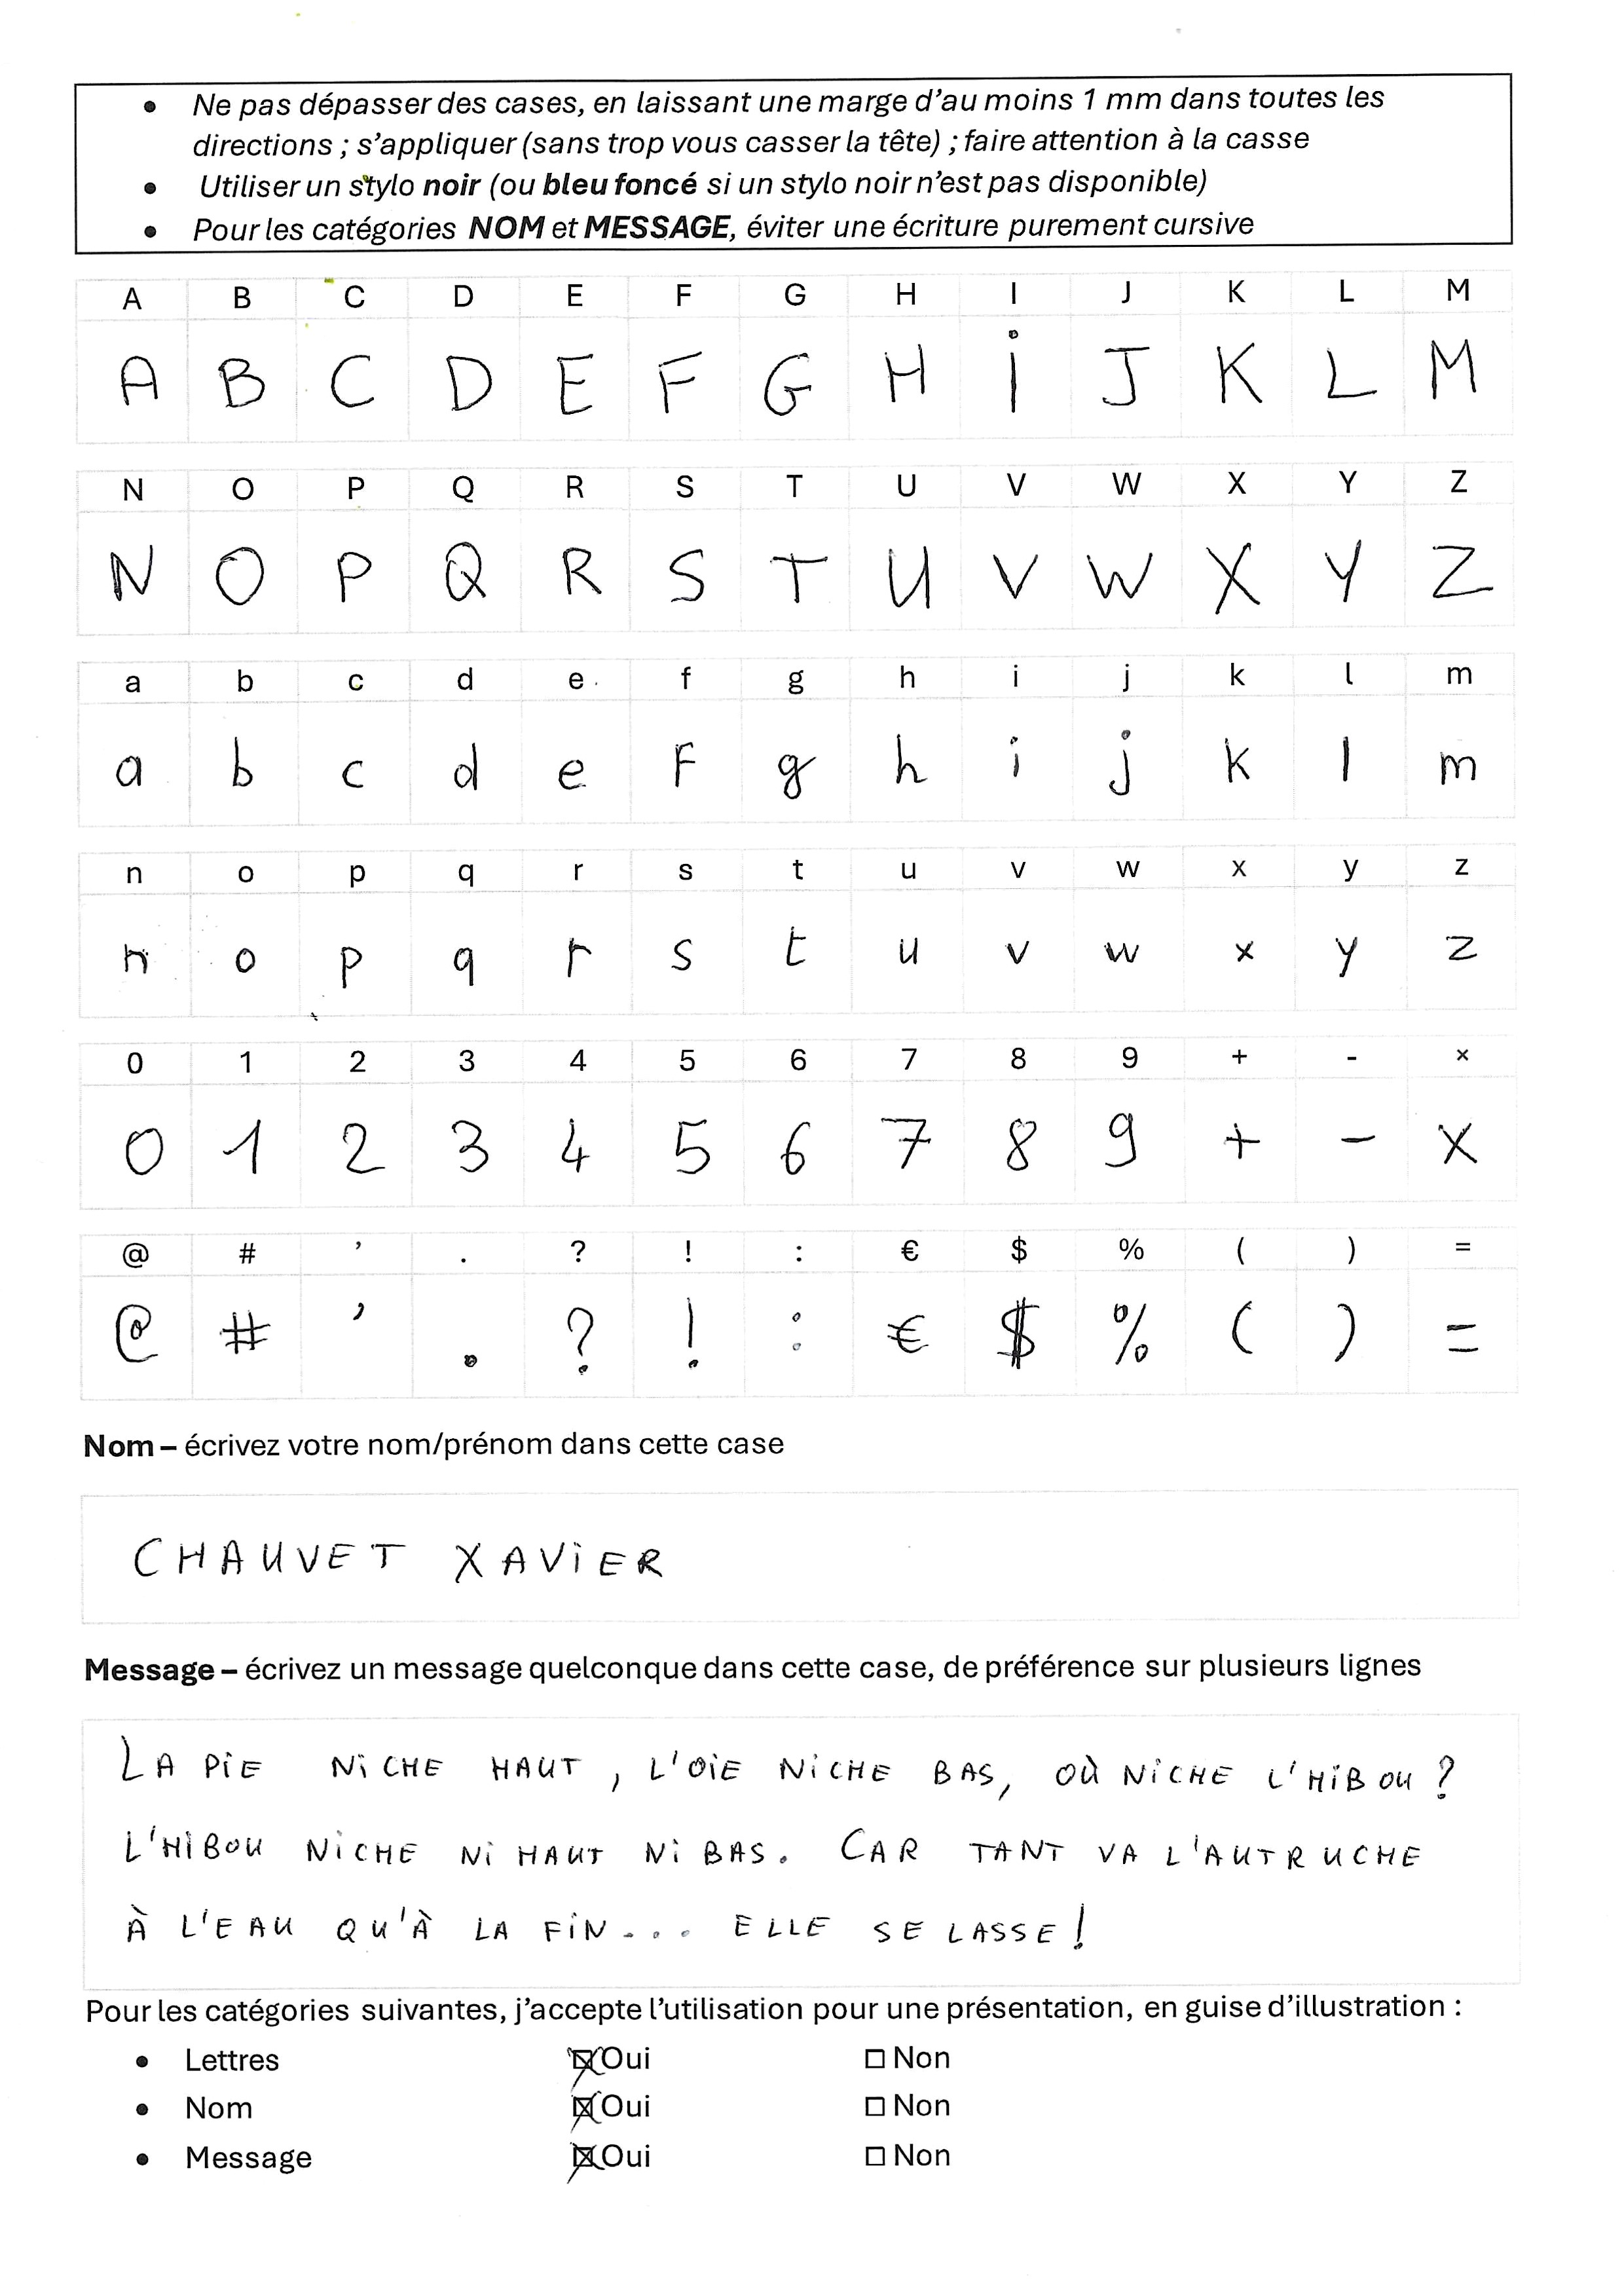 • Ne pas dépasser des cases, en laissant une marge d'au moins 1 mm dans toutes les
directions ; s'appliquer (sans trop vous casser la tête) ; faire attention à la casse
• Utiliser un stylo noir (ou bleu foncé si un stylo noir n'est pas disponible)
• Pour les catégories NOM et MESSAGE, éviter une écriture purement cursive
A B C D E F G H I J K L M
A B C D E F G H i J K L M
N O P Q R S T U V W X Y Z
N O P Q R S T U V W X Y Z
a b c d e f g h i j k l m
a b c d e F g h i j k l m
n o p q r s t u v w x y z
n o p q r s t u v w x y z
0 1 2 3 4 5 6 7 8 9 + - ×
0 1 2 3 4 5 6 7 8 9 + - ×
@ # ’ . ? ! : € $ % ( ) =
@ # ’ . ? ! : € $ % ( ) =
Nom – écrivez votre nom/prénom dans cette case
CHAUVET XAViER
Message – écrivez un message quelconque dans cette case, de préférence sur plusieurs lignes
LA PiE NiCHE HAUT, L'OiE NiCHE BAS, OÙ NiCHE L'HiBOU ?
L'HiBOU NiCHE Ni HAUT Ni BAS. CAR TANT VA L'AUTRUCHE
À L'EAU QU'À LA FiN... ELLE SE LASSE !
Pour les catégories suivantes, j'accepte l'utilisation pour une présentation, en guise d'illustration :
• Lettres ☒ Oui ☐ Non
• Nom ☒ Oui ☐ Non
• Message ☒ Oui ☐ Non